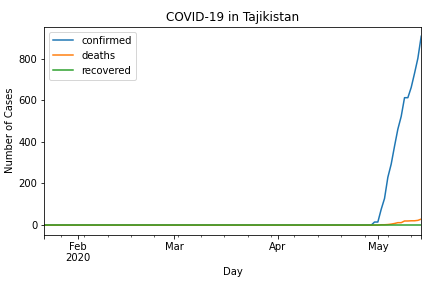 COVID-19 in Tajikistan
confirmed
deaths
recovered
Number of Cases
800
600
400
200
0
Feb
2020
Mar
Apr
May
Day